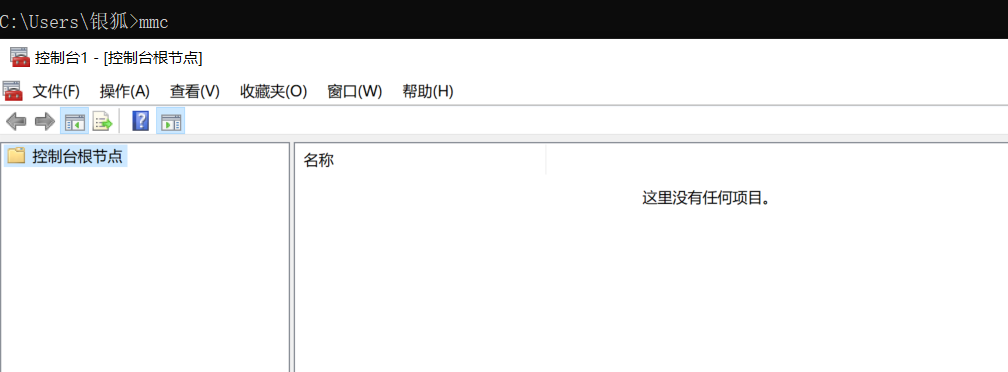 C:\Users\银狐>mmc
控制台1 - [控制台根节点]
文件(F) 操作(A) 查看(V) 收藏夹(O) 窗口(W) 帮助(H)
控制台根节点
名称
这里没有任何项目。